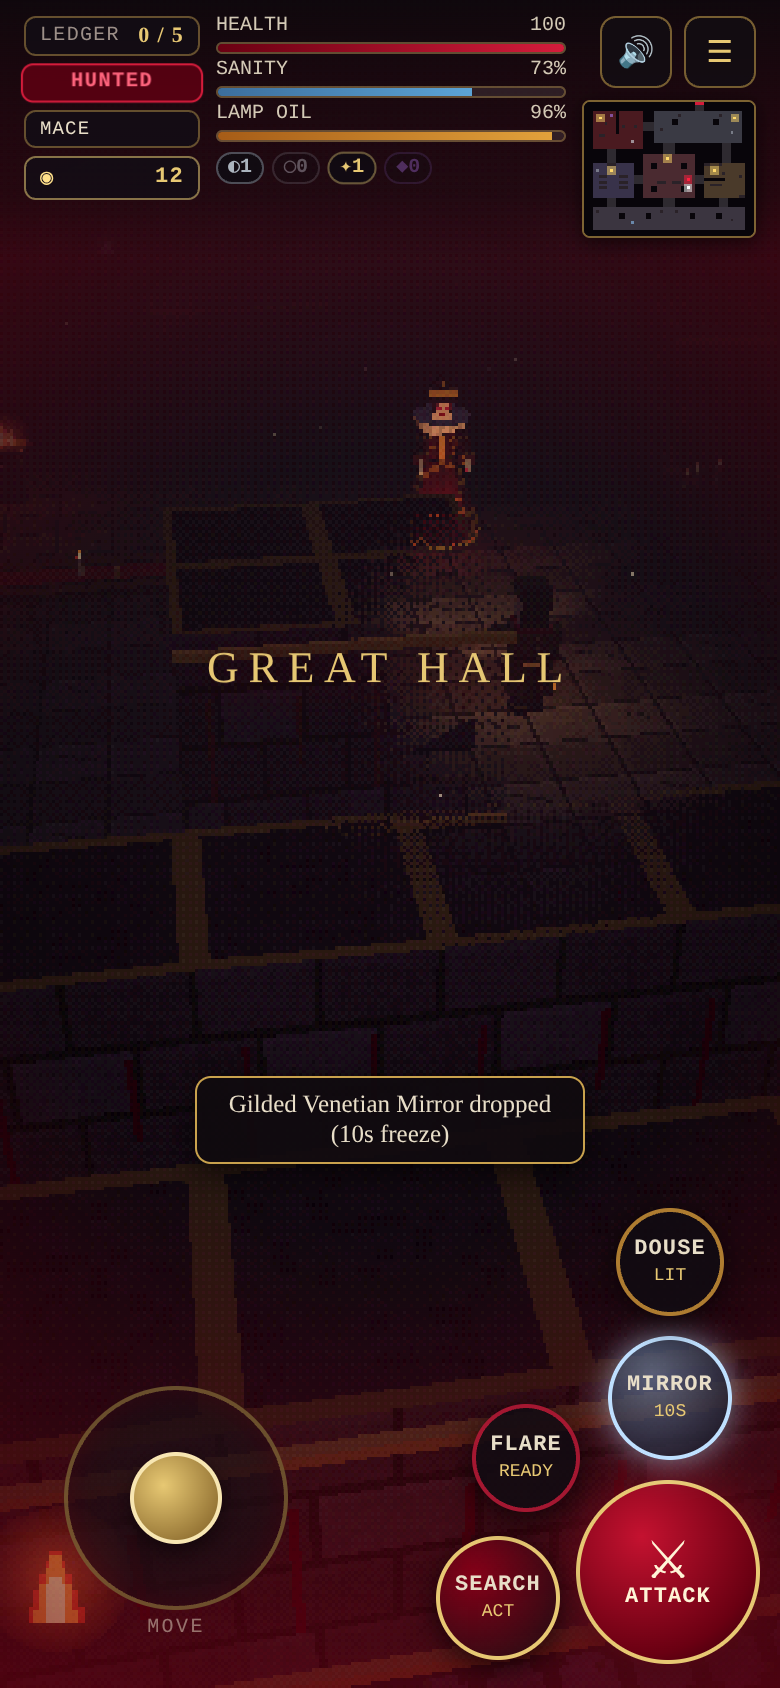 LEDGER 0 / 5
HUNTED
MACE
◉ 12
HEALTH 100
SANITY 73%
LAMP OIL 96%
◐1 ◯0 ✦1 ◆0
GREAT HALL
Gilded Venetian Mirror dropped
(10s freeze)
DOUSE
LIT
MIRROR
10S
FLARE
READY
SEARCH
ACT
ATTACK
MOVE